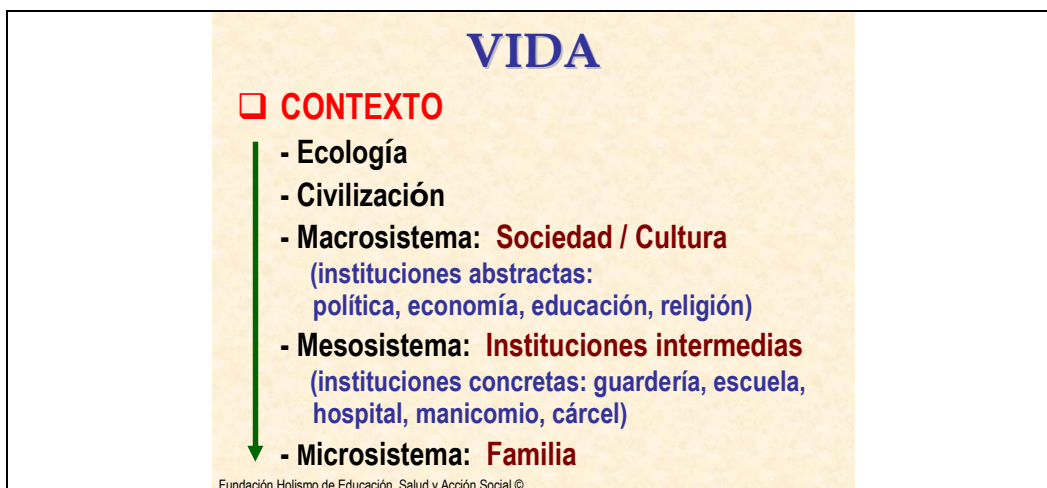 VIDA
CONTEXTO
- Ecología
- Civilización
- Macrosistema: Sociedad / Cultura
(instituciones abstractas:
política, economía, educación, religión)
- Mesosistema: Instituciones intermedias
(instituciones concretas: guardería, escuela,
hospital, manicomio, cárcel)
- Microsistema: Familia
Fundación Holismo de Educación, Salud y Acción Social ©